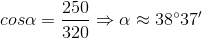 cosα = 250/320 ⇒ α ≈ 38°37′